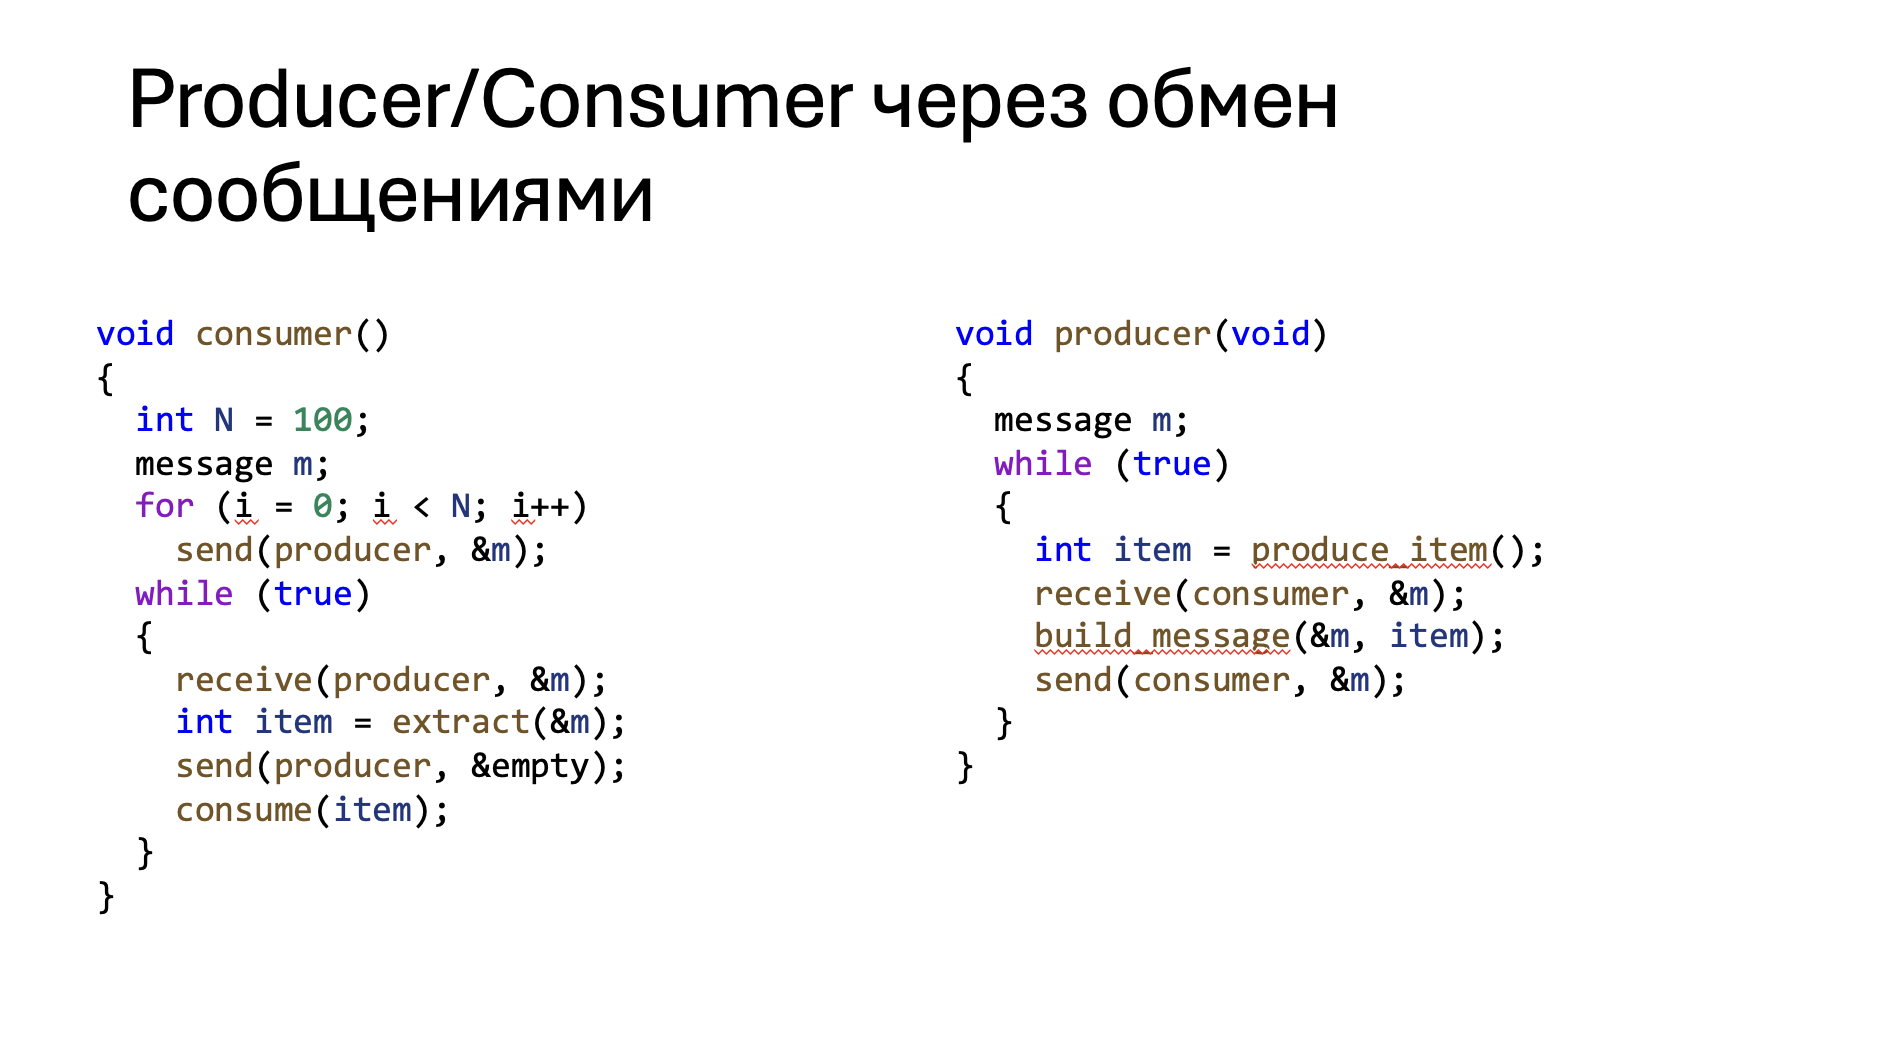 Producer/Consumer через обмен
сообщениями
void consumer()
{
  int N = 100;
  message m;
  for (i = 0; i < N; i++)
    send(producer, &m);
  while (true)
  {
    receive(producer, &m);
    int item = extract(&m);
    send(producer, &empty);
    consume(item);
  }
}
void producer(void)
{
  message m;
  while (true)
  {
    int item = produce_item();
    receive(consumer, &m);
    build_message(&m, item);
    send(consumer, &m);
  }
}